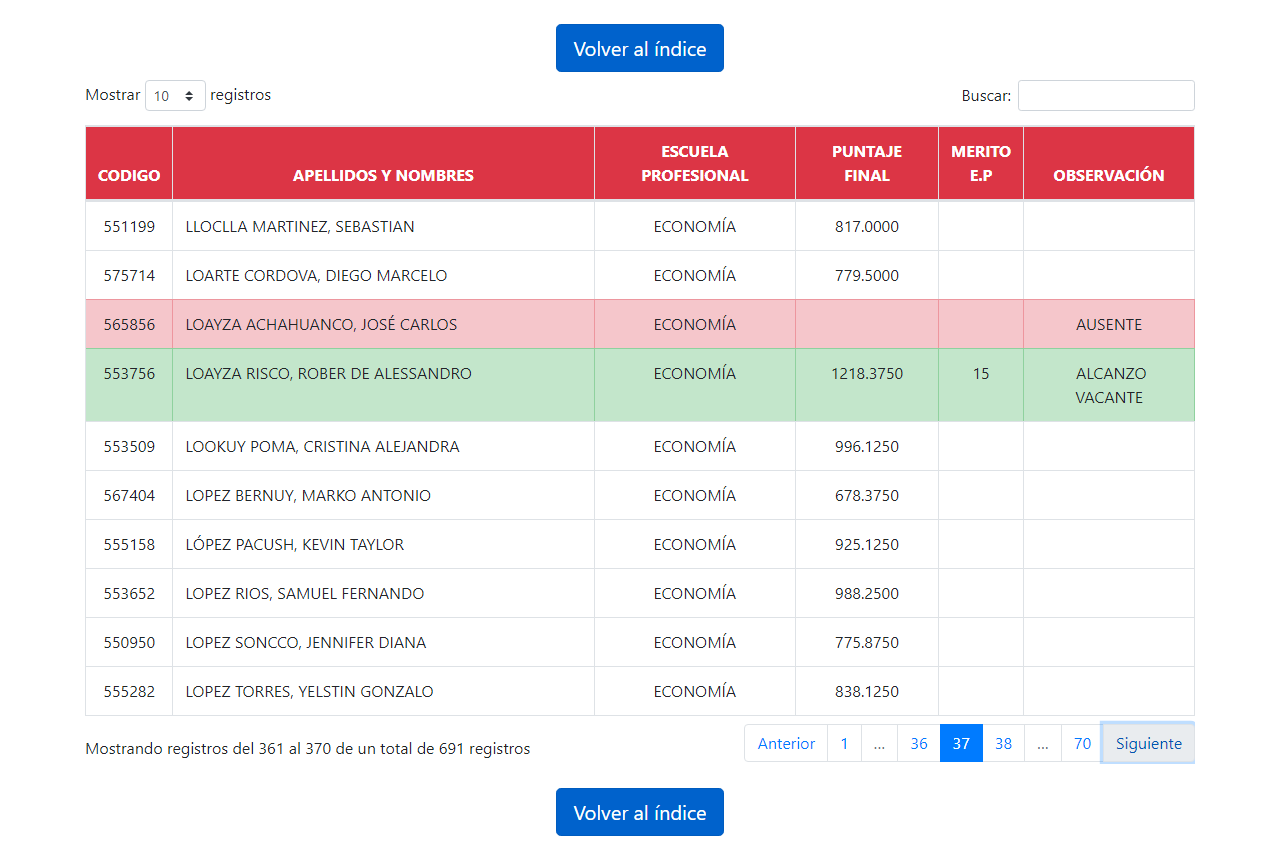 Volver al índice
Mostrar 10 registros Buscar:
CODIGO APELLIDOS Y NOMBRES ESCUELA PROFESIONAL PUNTAJE FINAL MERITO E.P OBSERVACIÓN
551199 LLOCLLA MARTINEZ, SEBASTIAN ECONOMÍA 817.0000
575714 LOARTE CORDOVA, DIEGO MARCELO ECONOMÍA 779.5000
565856 LOAYZA ACHAHUANCO, JOSÉ CARLOS ECONOMÍA AUSENTE
553756 LOAYZA RISCO, ROBER DE ALESSANDRO ECONOMÍA 1218.3750 15 ALCANZO VACANTE
553509 LOOKUY POMA, CRISTINA ALEJANDRA ECONOMÍA 996.1250
567404 LOPEZ BERNUY, MARKO ANTONIO ECONOMÍA 678.3750
555158 LÓPEZ PACUSH, KEVIN TAYLOR ECONOMÍA 925.1250
553652 LOPEZ RIOS, SAMUEL FERNANDO ECONOMÍA 988.2500
550950 LOPEZ SONCCO, JENNIFER DIANA ECONOMÍA 775.8750
555282 LOPEZ TORRES, YELSTIN GONZALO ECONOMÍA 838.1250
Mostrando registros del 361 al 370 de un total de 691 registros Anterior 1 ... 36 37 38 ... 70 Siguiente
Volver al índice